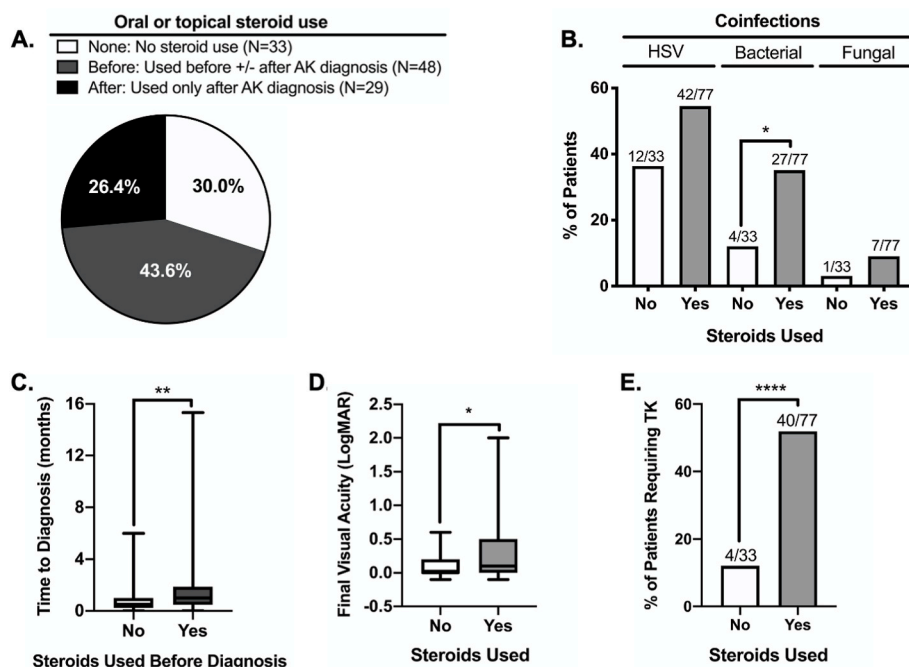 A.
Oral or topical steroid use
None: No steroid use (N=33)
Before: Used before +/- after AK diagnosis (N=48)
After: Used only after AK diagnosis (N=29)
26.4%
30.0%
43.6%
B.
Coinfections
HSV Bacterial Fungal
% of Patients
60
40
20
0
12/33
42/77
*
4/33
27/77
1/33
7/77
No Yes No Yes No Yes
Steroids Used
C.
Time to Diagnosis (months)
16
12
8
4
0
**
No Yes
Steroids Used Before Diagnosis
D.
Final Visual Acuity (LogMAR)
2.5
2.0
1.5
1.0
0.5
0.0
-0.5
*
No Yes
Steroids Used
E.
% of Patients Requiring TK
60
40
20
0
****
4/33
40/77
No Yes
Steroids Used